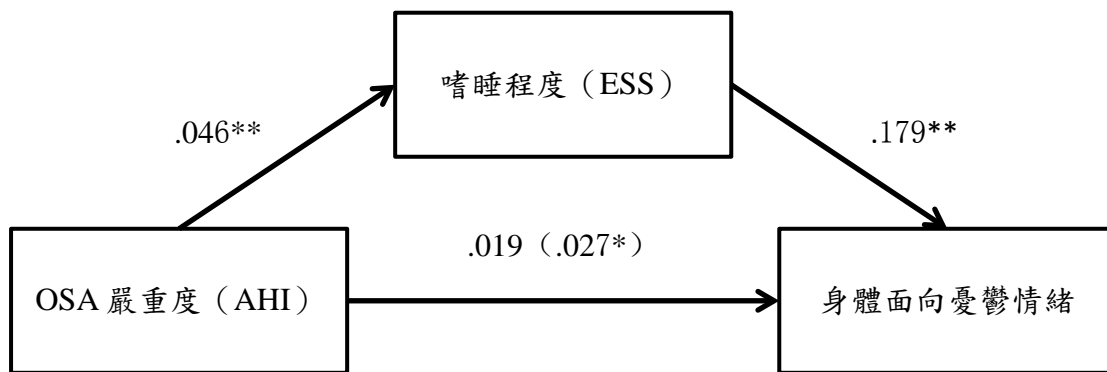 嗜睡程度（ESS）
.046**
.179**
.019（.027*）
OSA 嚴重度（AHI）
身體面向憂鬱情緒